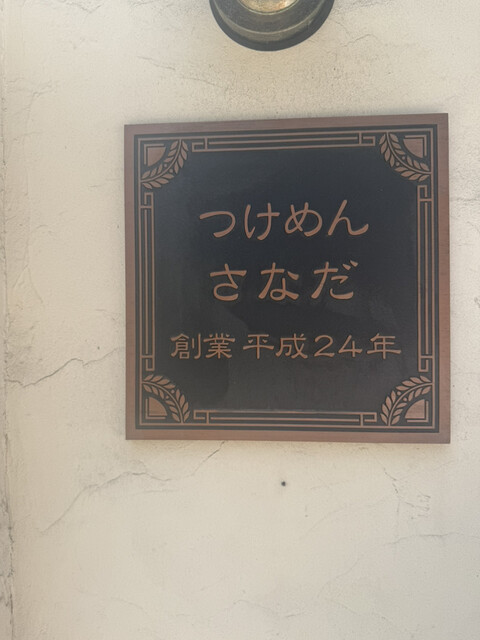 つけめん
さなだ
創業 平成24年